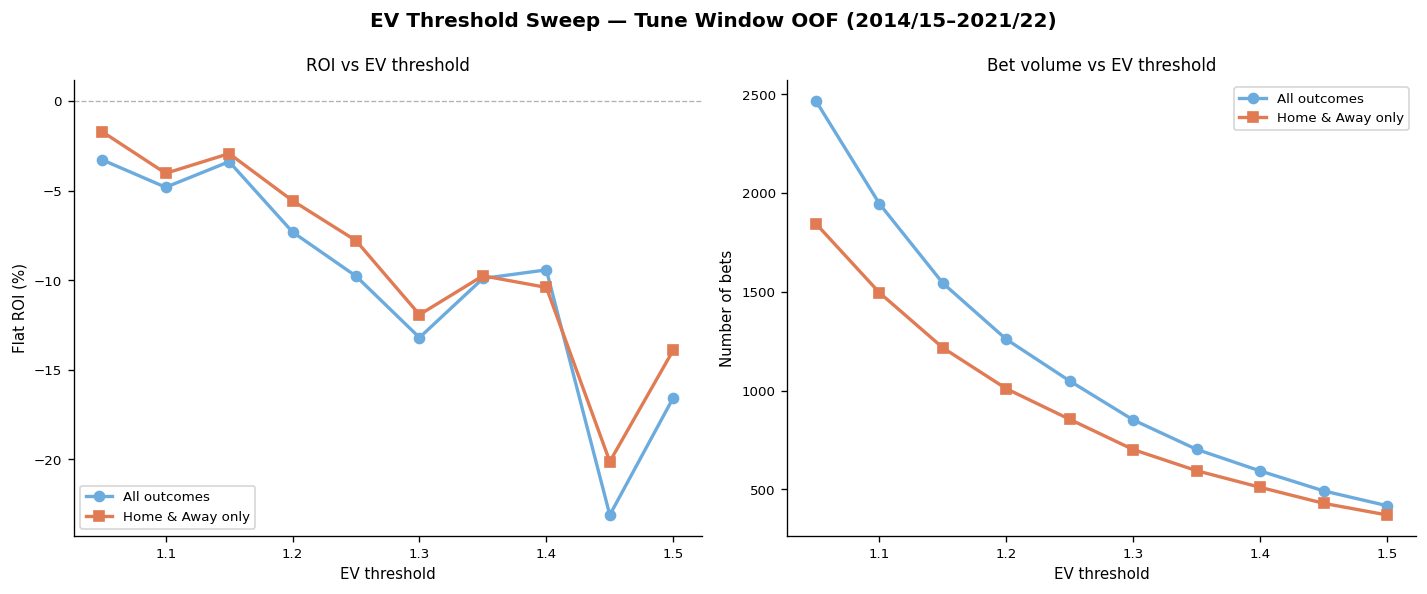 EV Threshold Sweep — Tune Window OOF (2014/15–2021/22)
ROI vs EV threshold
0
−5
−10
−15
−20
Flat ROI (%)
All outcomes
Home & Away only
1.1
1.2
1.3
1.4
1.5
EV threshold
Bet volume vs EV threshold
2500
2000
1500
1000
500
Number of bets
All outcomes
Home & Away only
1.1
1.2
1.3
1.4
1.5
EV threshold